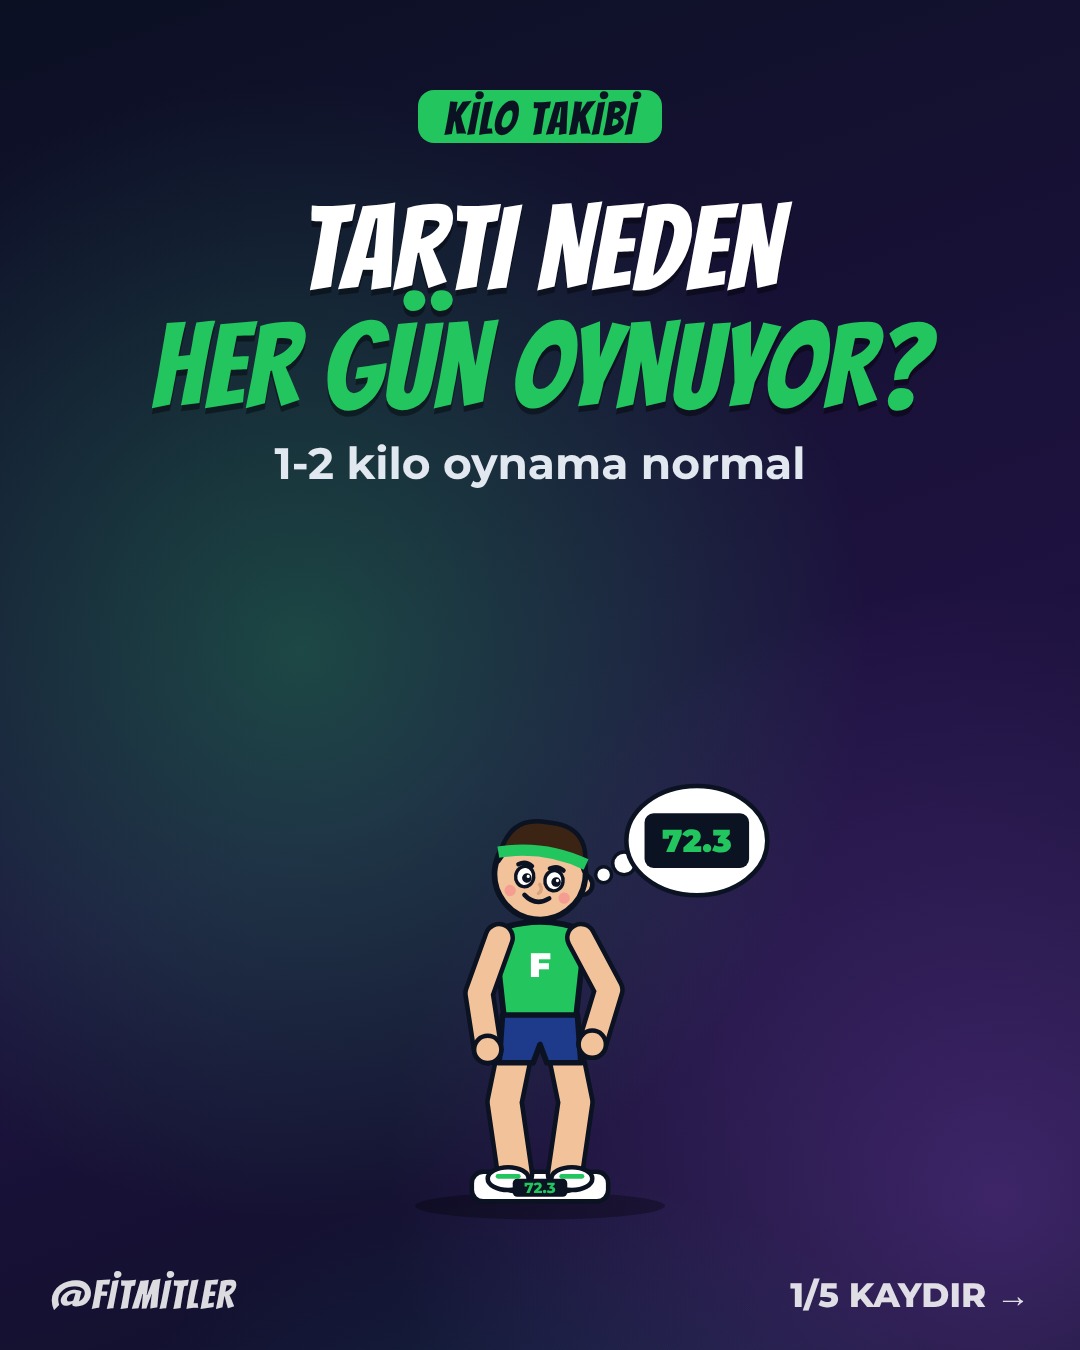 KİLO TAKİBİ
TARTI NEDEN
HER GÜN OYNUYOR?
1-2 kilo oynama normal
72.3
F
72.3
@FİTMİTLER
1/5 KAYDIR →